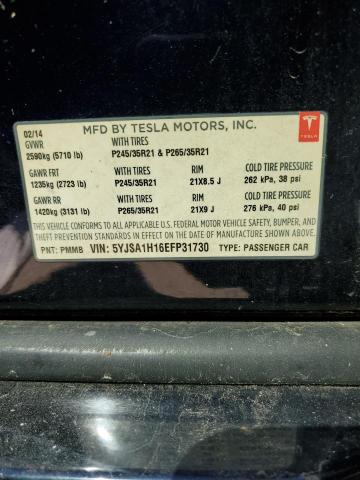 02/14 MFD BY TESLA MOTORS, INC.
GVWR WITH TIRES
2590kg (5710 lb) P245/35R21 & P265/35R21
TESLA
GAWR FRT WITH TIRES RIM COLD TIRE PRESSURE
1235kg (2723 lb) P245/35R21 21X8.5 J 262 kPa, 38 psi
GAWR RR WITH TIRES RIM COLD TIRE PRESSURE
1420kg (3131 lb) P265/35R21 21X9 J 276 kPa, 40 psi
THIS VEHICLE CONFORMS TO ALL APPLICABLE
U.S. FEDERAL MOTOR VEHICLE SAFETY, BUMPER, AND
THEFT PREVENTION STANDARDS IN EFFECT ON THE
DATE OF MANUFACTURE SHOWN ABOVE.
PNT: PMMB VIN: 5YJSA1H16EFP31730 TYPE: PASSENGER CAR